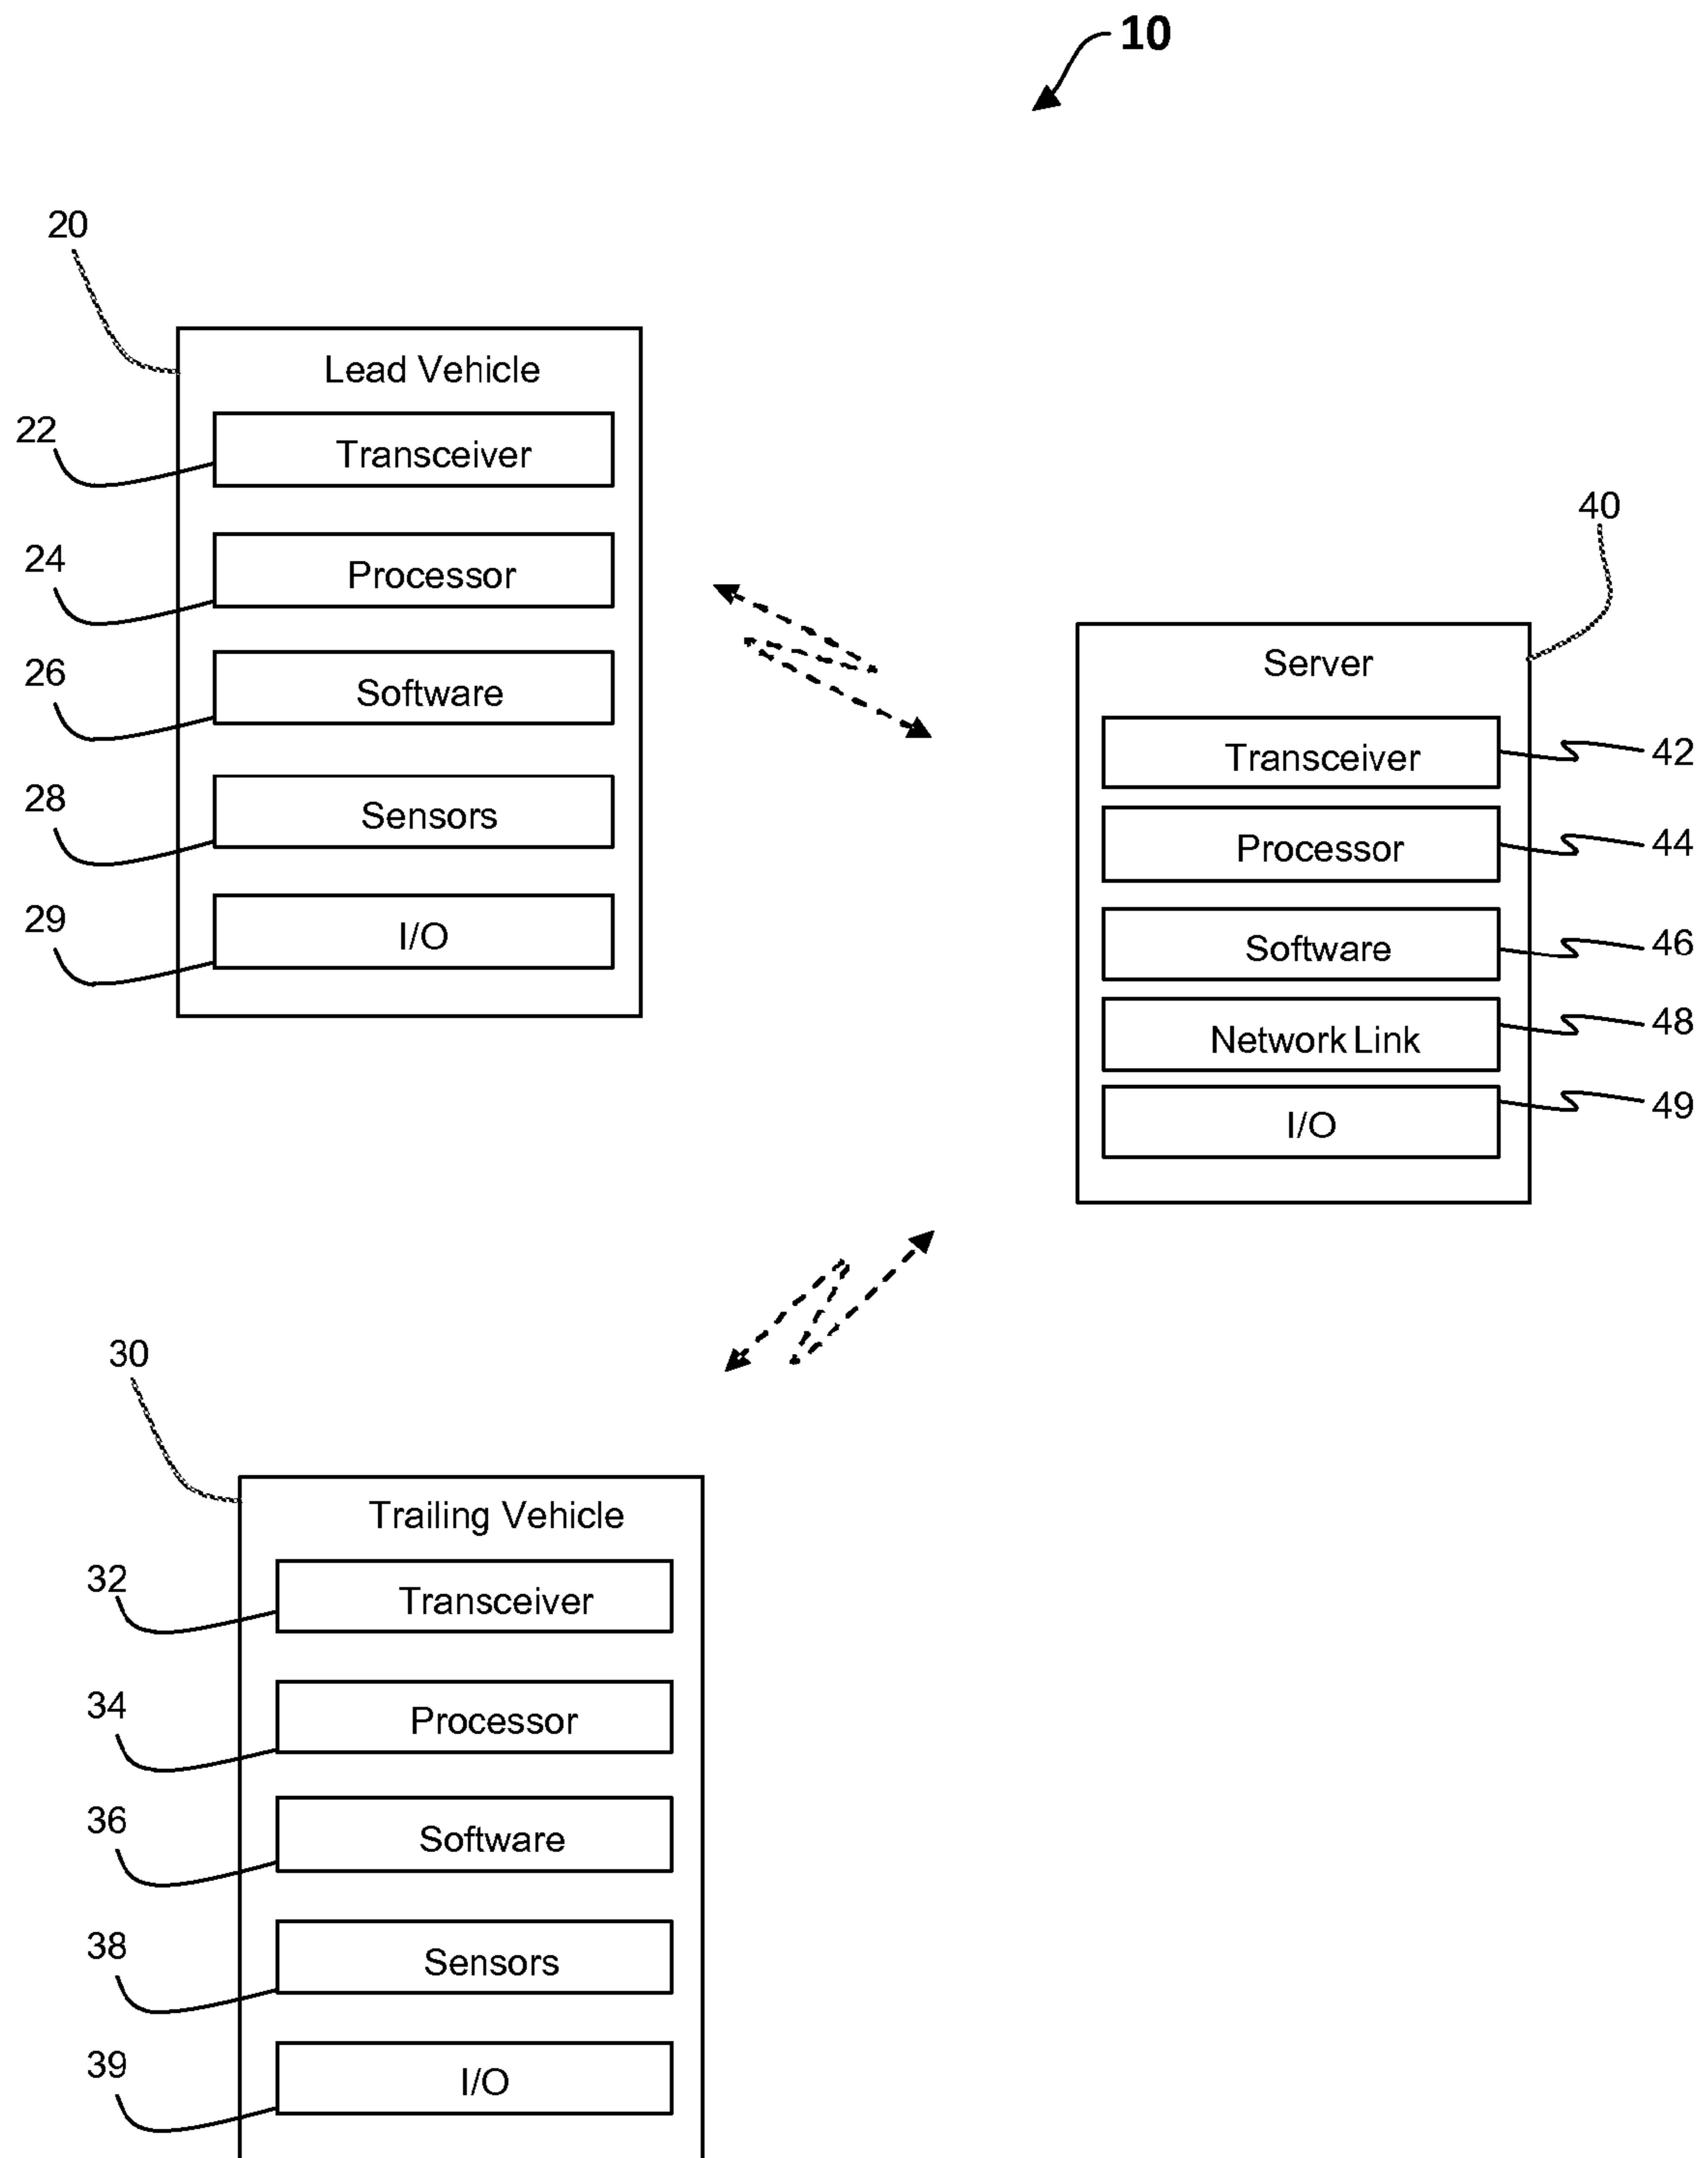 10
20
Lead Vehicle
22
Transceiver
24
Processor
26
Software
28
Sensors
29
I/O
40
Server
Transceiver
42
Processor
44
Software
46
Network Link
48
I/O
49
30
Trailing Vehicle
32
Transceiver
34
Processor
36
Software
38
Sensors
39
I/O